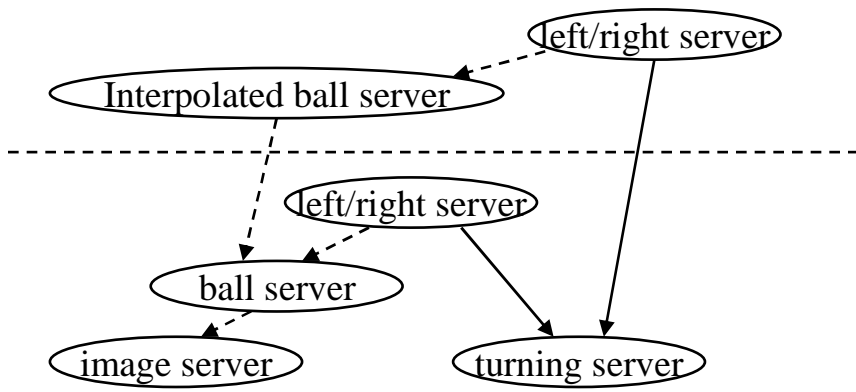 left/right server
Interpolated ball server
left/right server
ball server
image server
turning server